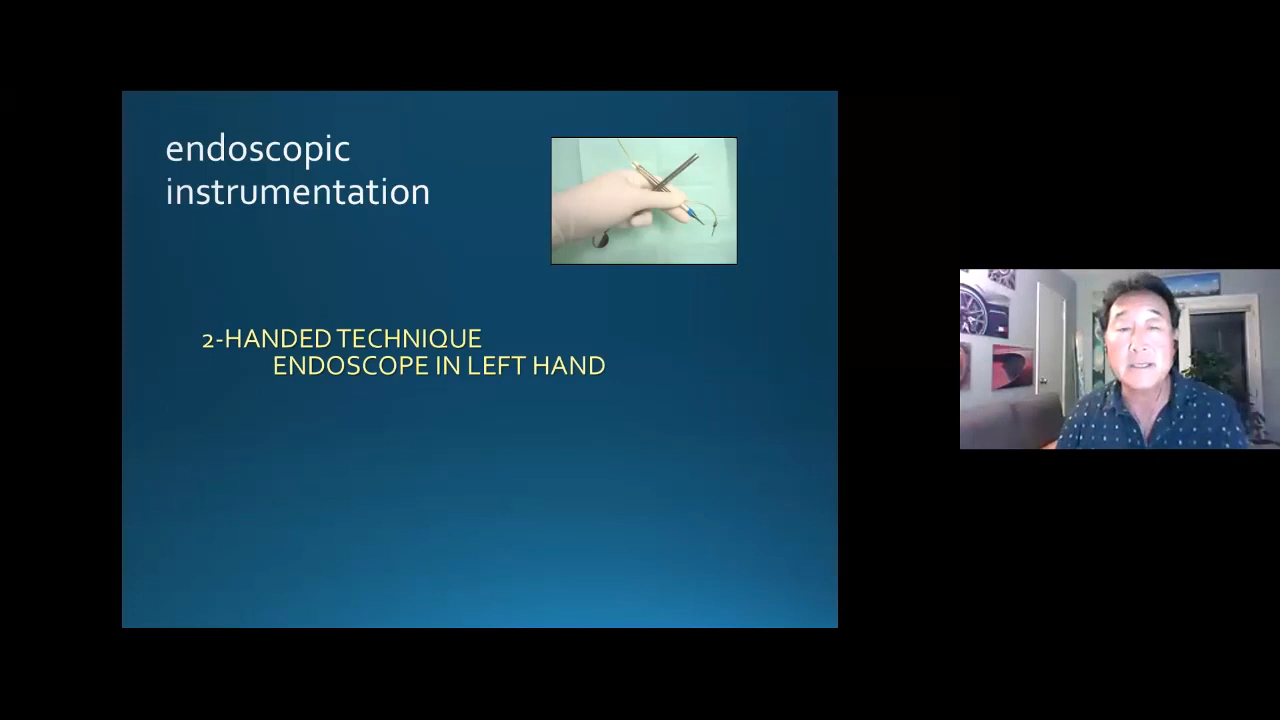 endoscopic
instrumentation
2-HANDED TECHNIQUE
ENDOSCOPE IN LEFT HAND